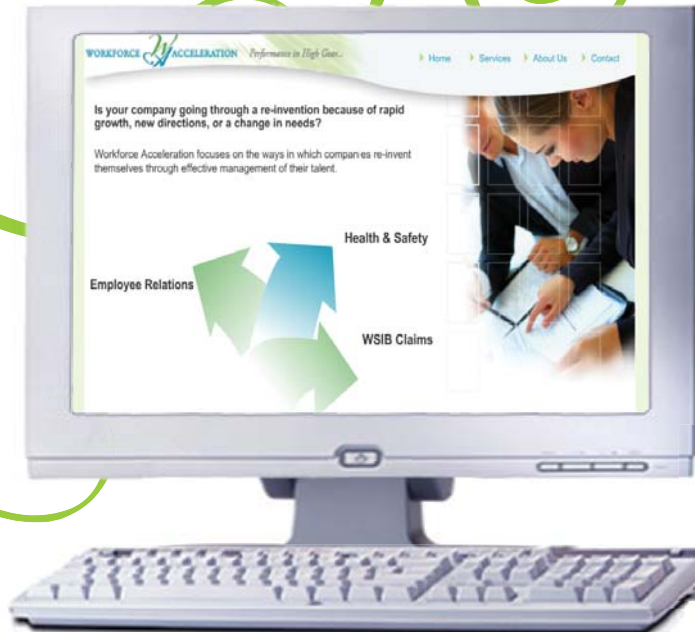 WORKFORCE WA ACCELERATION Performance in High Gear...
Home Services About Us Contact
Is your company going through a re-invention because of rapid
growth, new directions, or a change in needs?
Workforce Acceleration focuses on the ways in which companies re-invent
themselves through effective management of their talent.
Health & Safety
Employee Relations
WSIB Claims